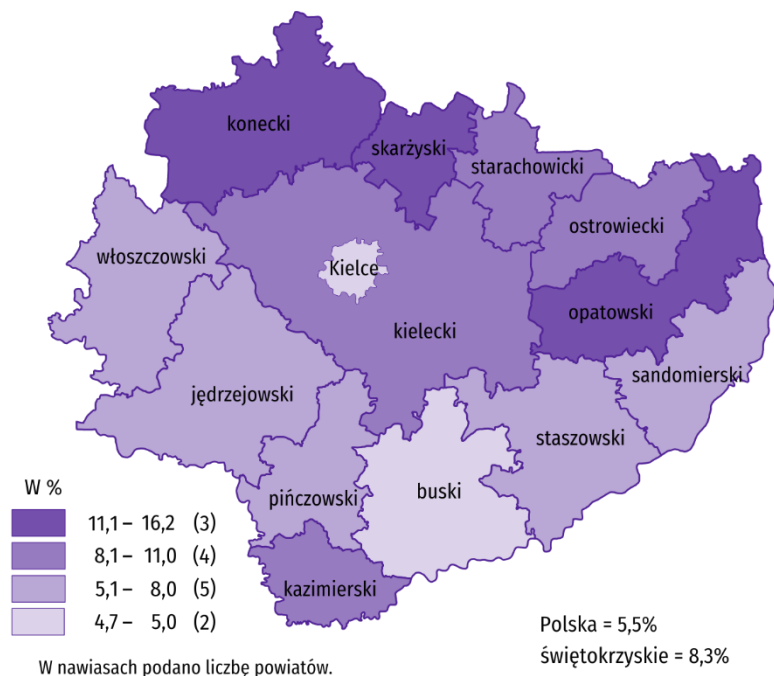 konecki
skarżyski
starachowicki
ostrowiecki
włoszczowski
Kielce
opatowski
kielecki
sandomierski
jędrzejowski
staszowski
pińczowski
buski
kazimierski
W %
11,1 – 16,2 (3)
8,1 – 11,0 (4)
5,1 – 8,0 (5)
4,7 – 5,0 (2)
Polska = 5,5%
świętokrzyskie = 8,3%
W nawiasach podano liczbę powiatów.